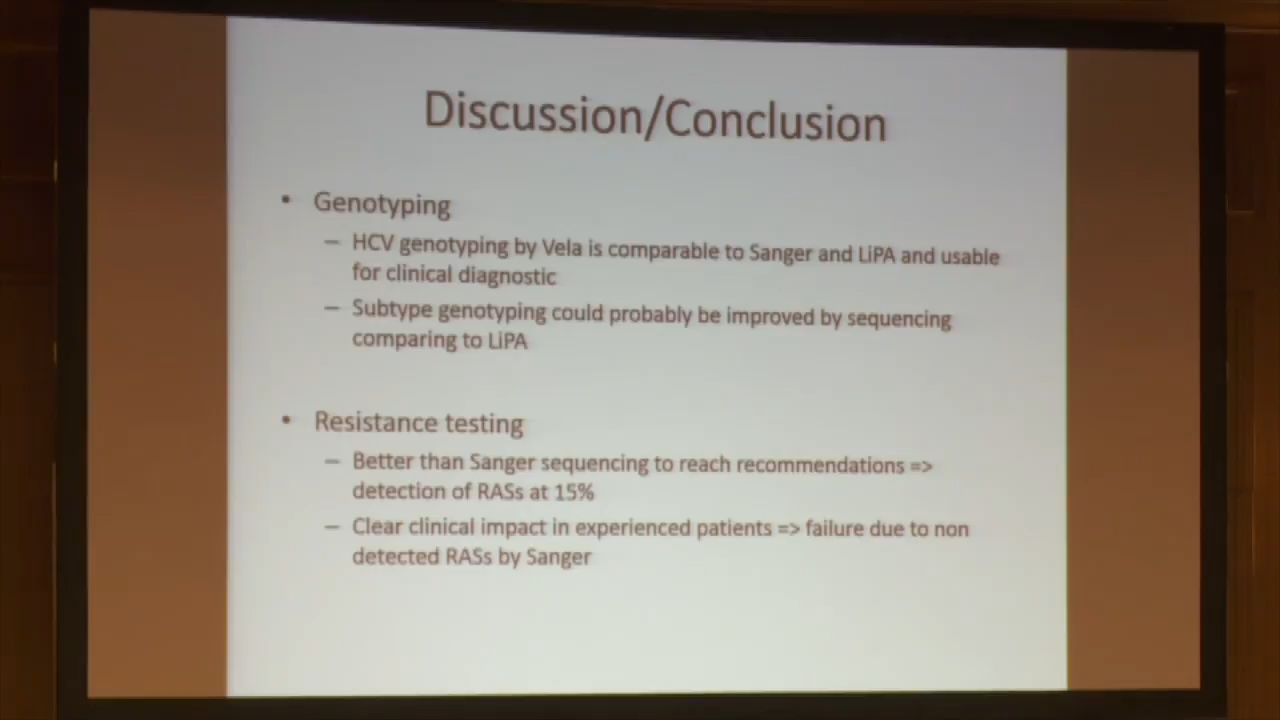 Discussion/Conclusion
• Genotyping
– HCV genotyping by Vela is comparable to Sanger and LiPA and usable
for clinical diagnostic
– Subtype genotyping could probably be improved by sequencing
comparing to LiPA
• Resistance testing
– Better than Sanger sequencing to reach recommendations =>
detection of RASs at 15%
– Clear clinical impact in experienced patients => failure due to non
detected RASs by Sanger